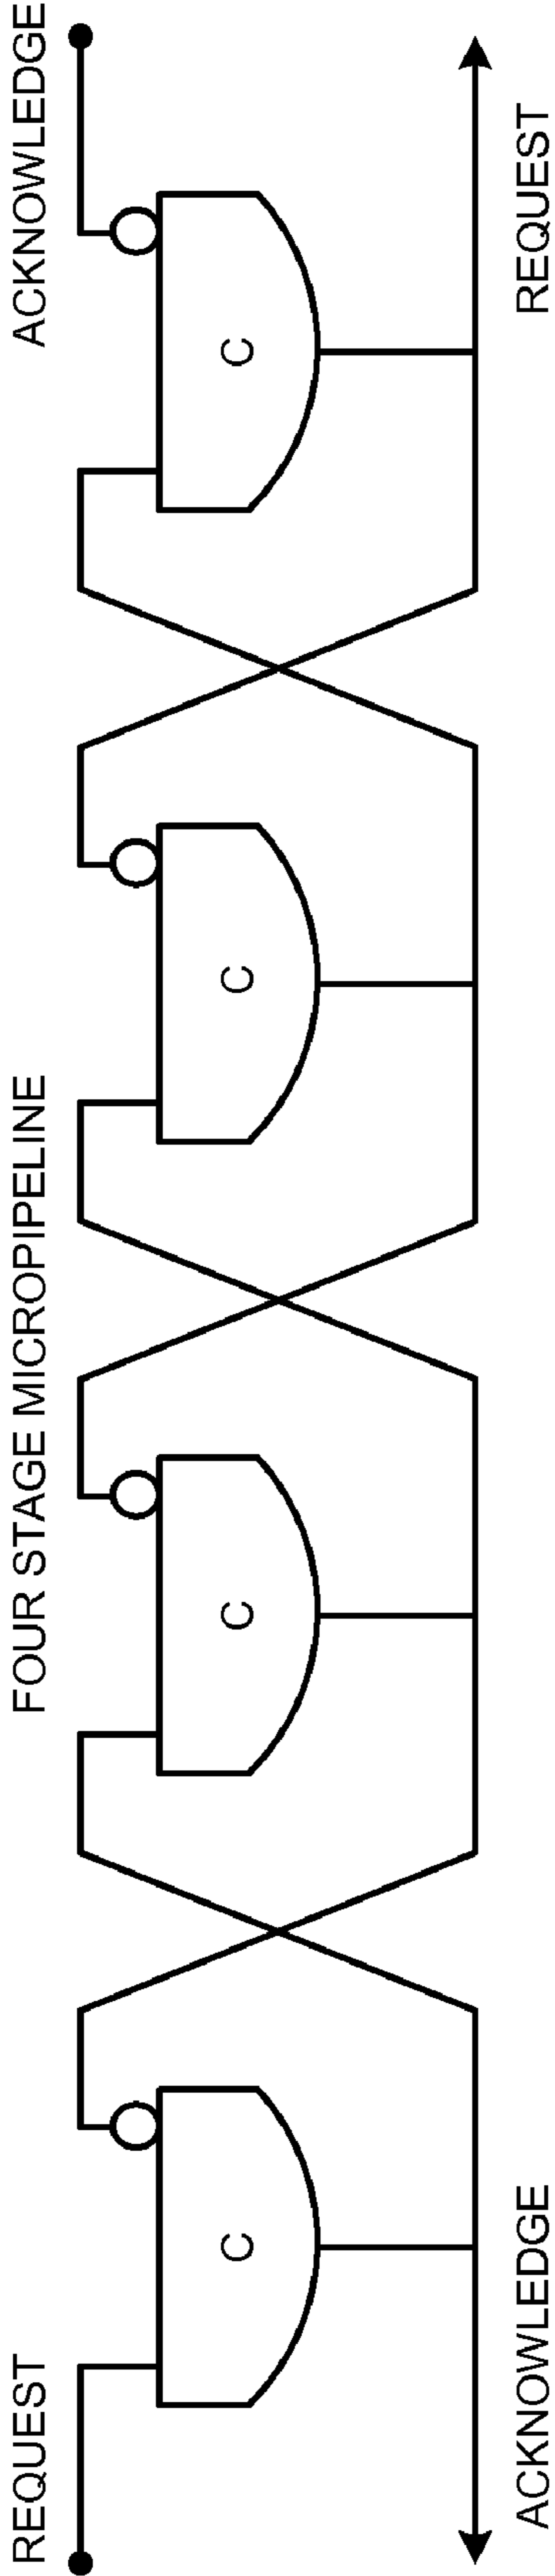 FOUR STAGE MICROPIPELINE
REQUEST
ACKNOWLEDGE
C
C
C
C
ACKNOWLEDGE
REQUEST